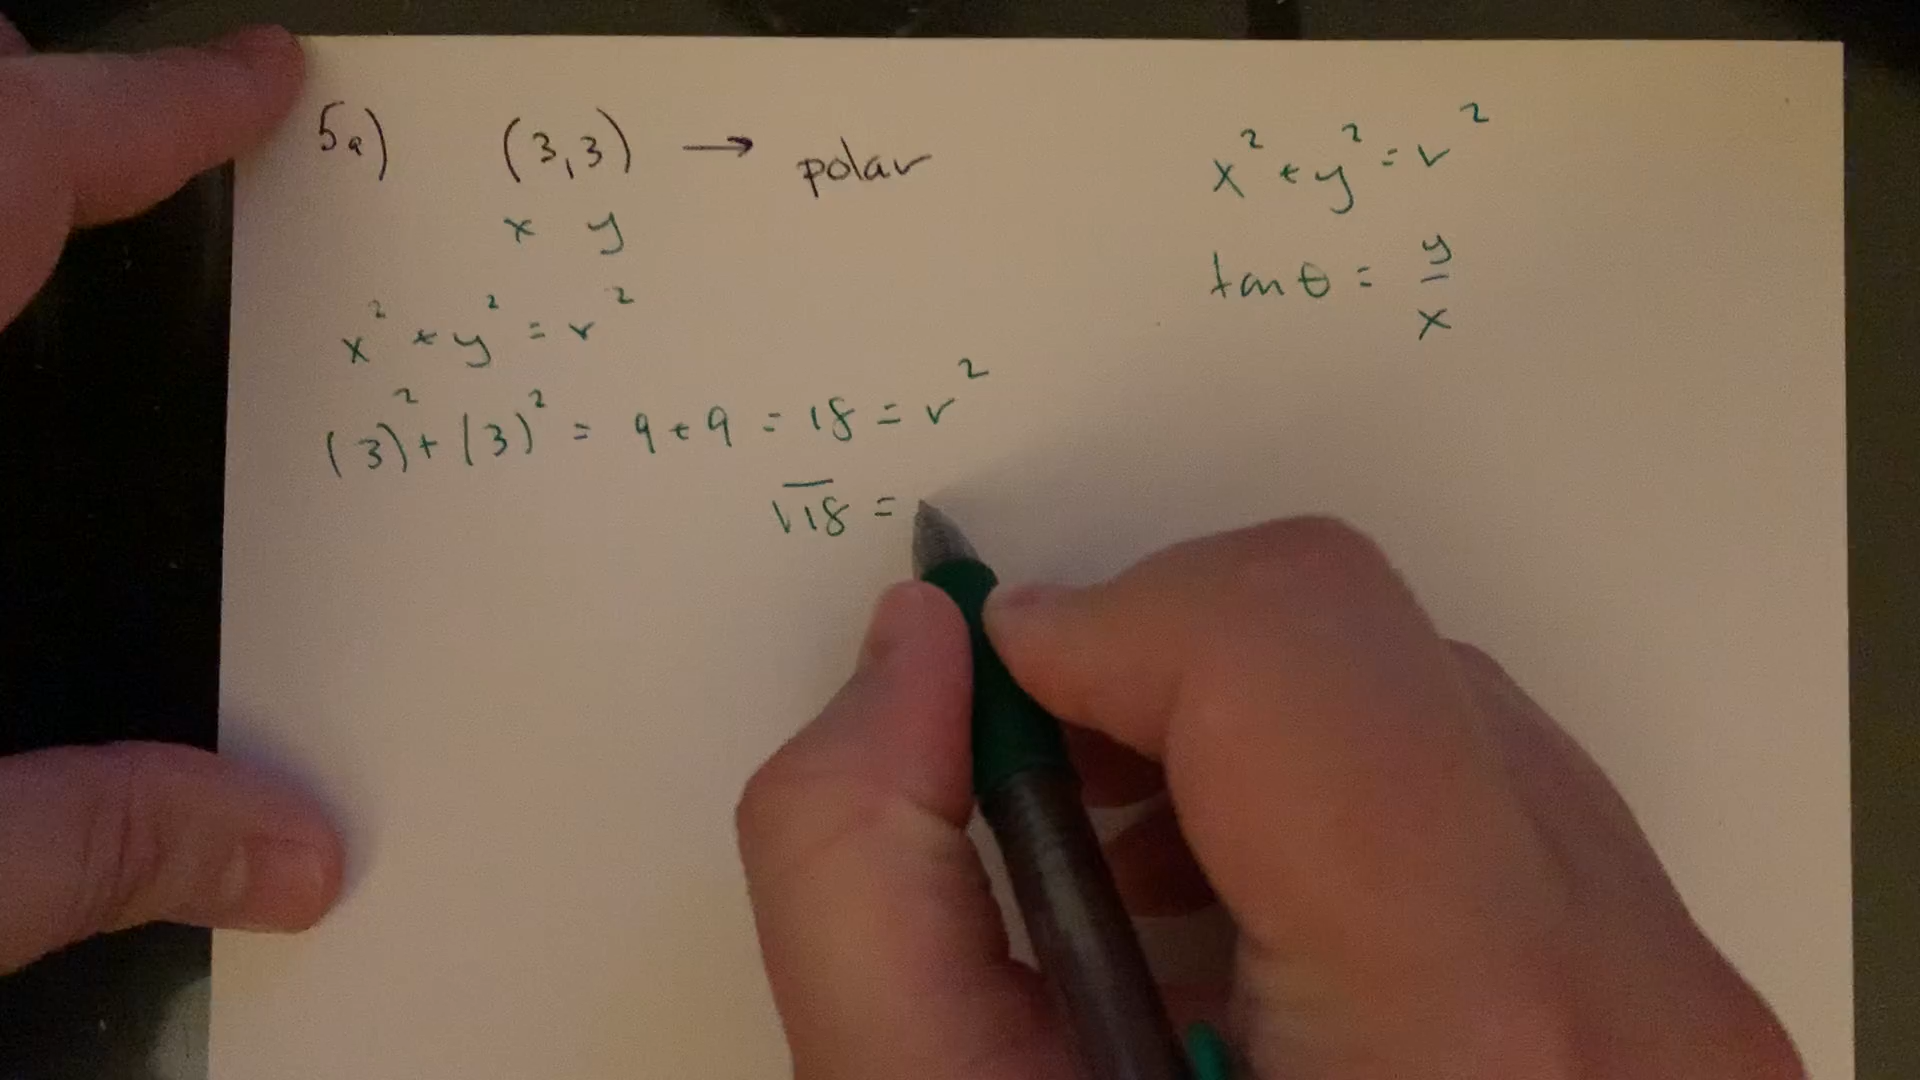 5a) (3,3) → polar
x y
x² + y² = r²
tan θ = y/x
x² + y² = r²
(3)² + (3)² = 9 + 9 = 18 = r²
√18 =